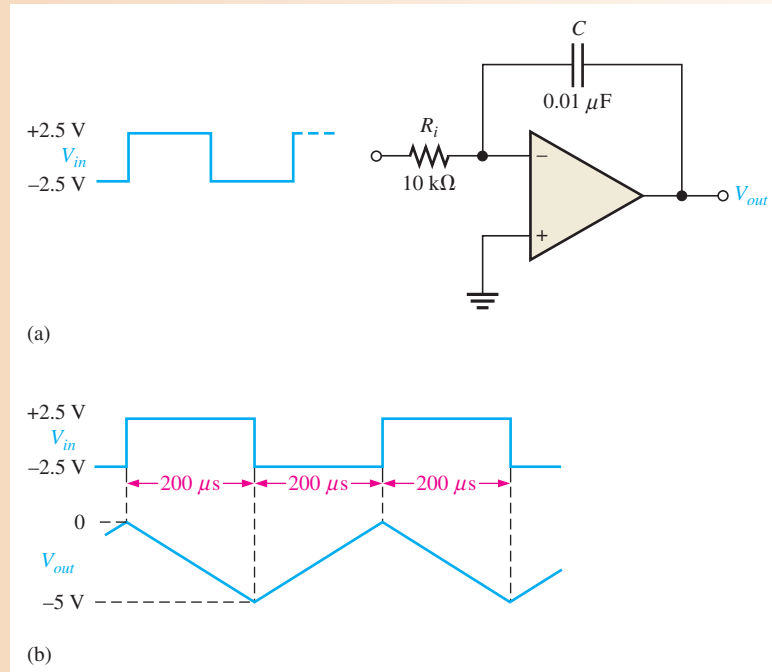 C
0.01 μF
+2.5 V
V_in
−2.5 V
R_i
10 kΩ
−
+
V_out
(a)
+2.5 V
V_in
−2.5 V
200 μs 200 μs 200 μs
0
V_out
−5 V
(b)